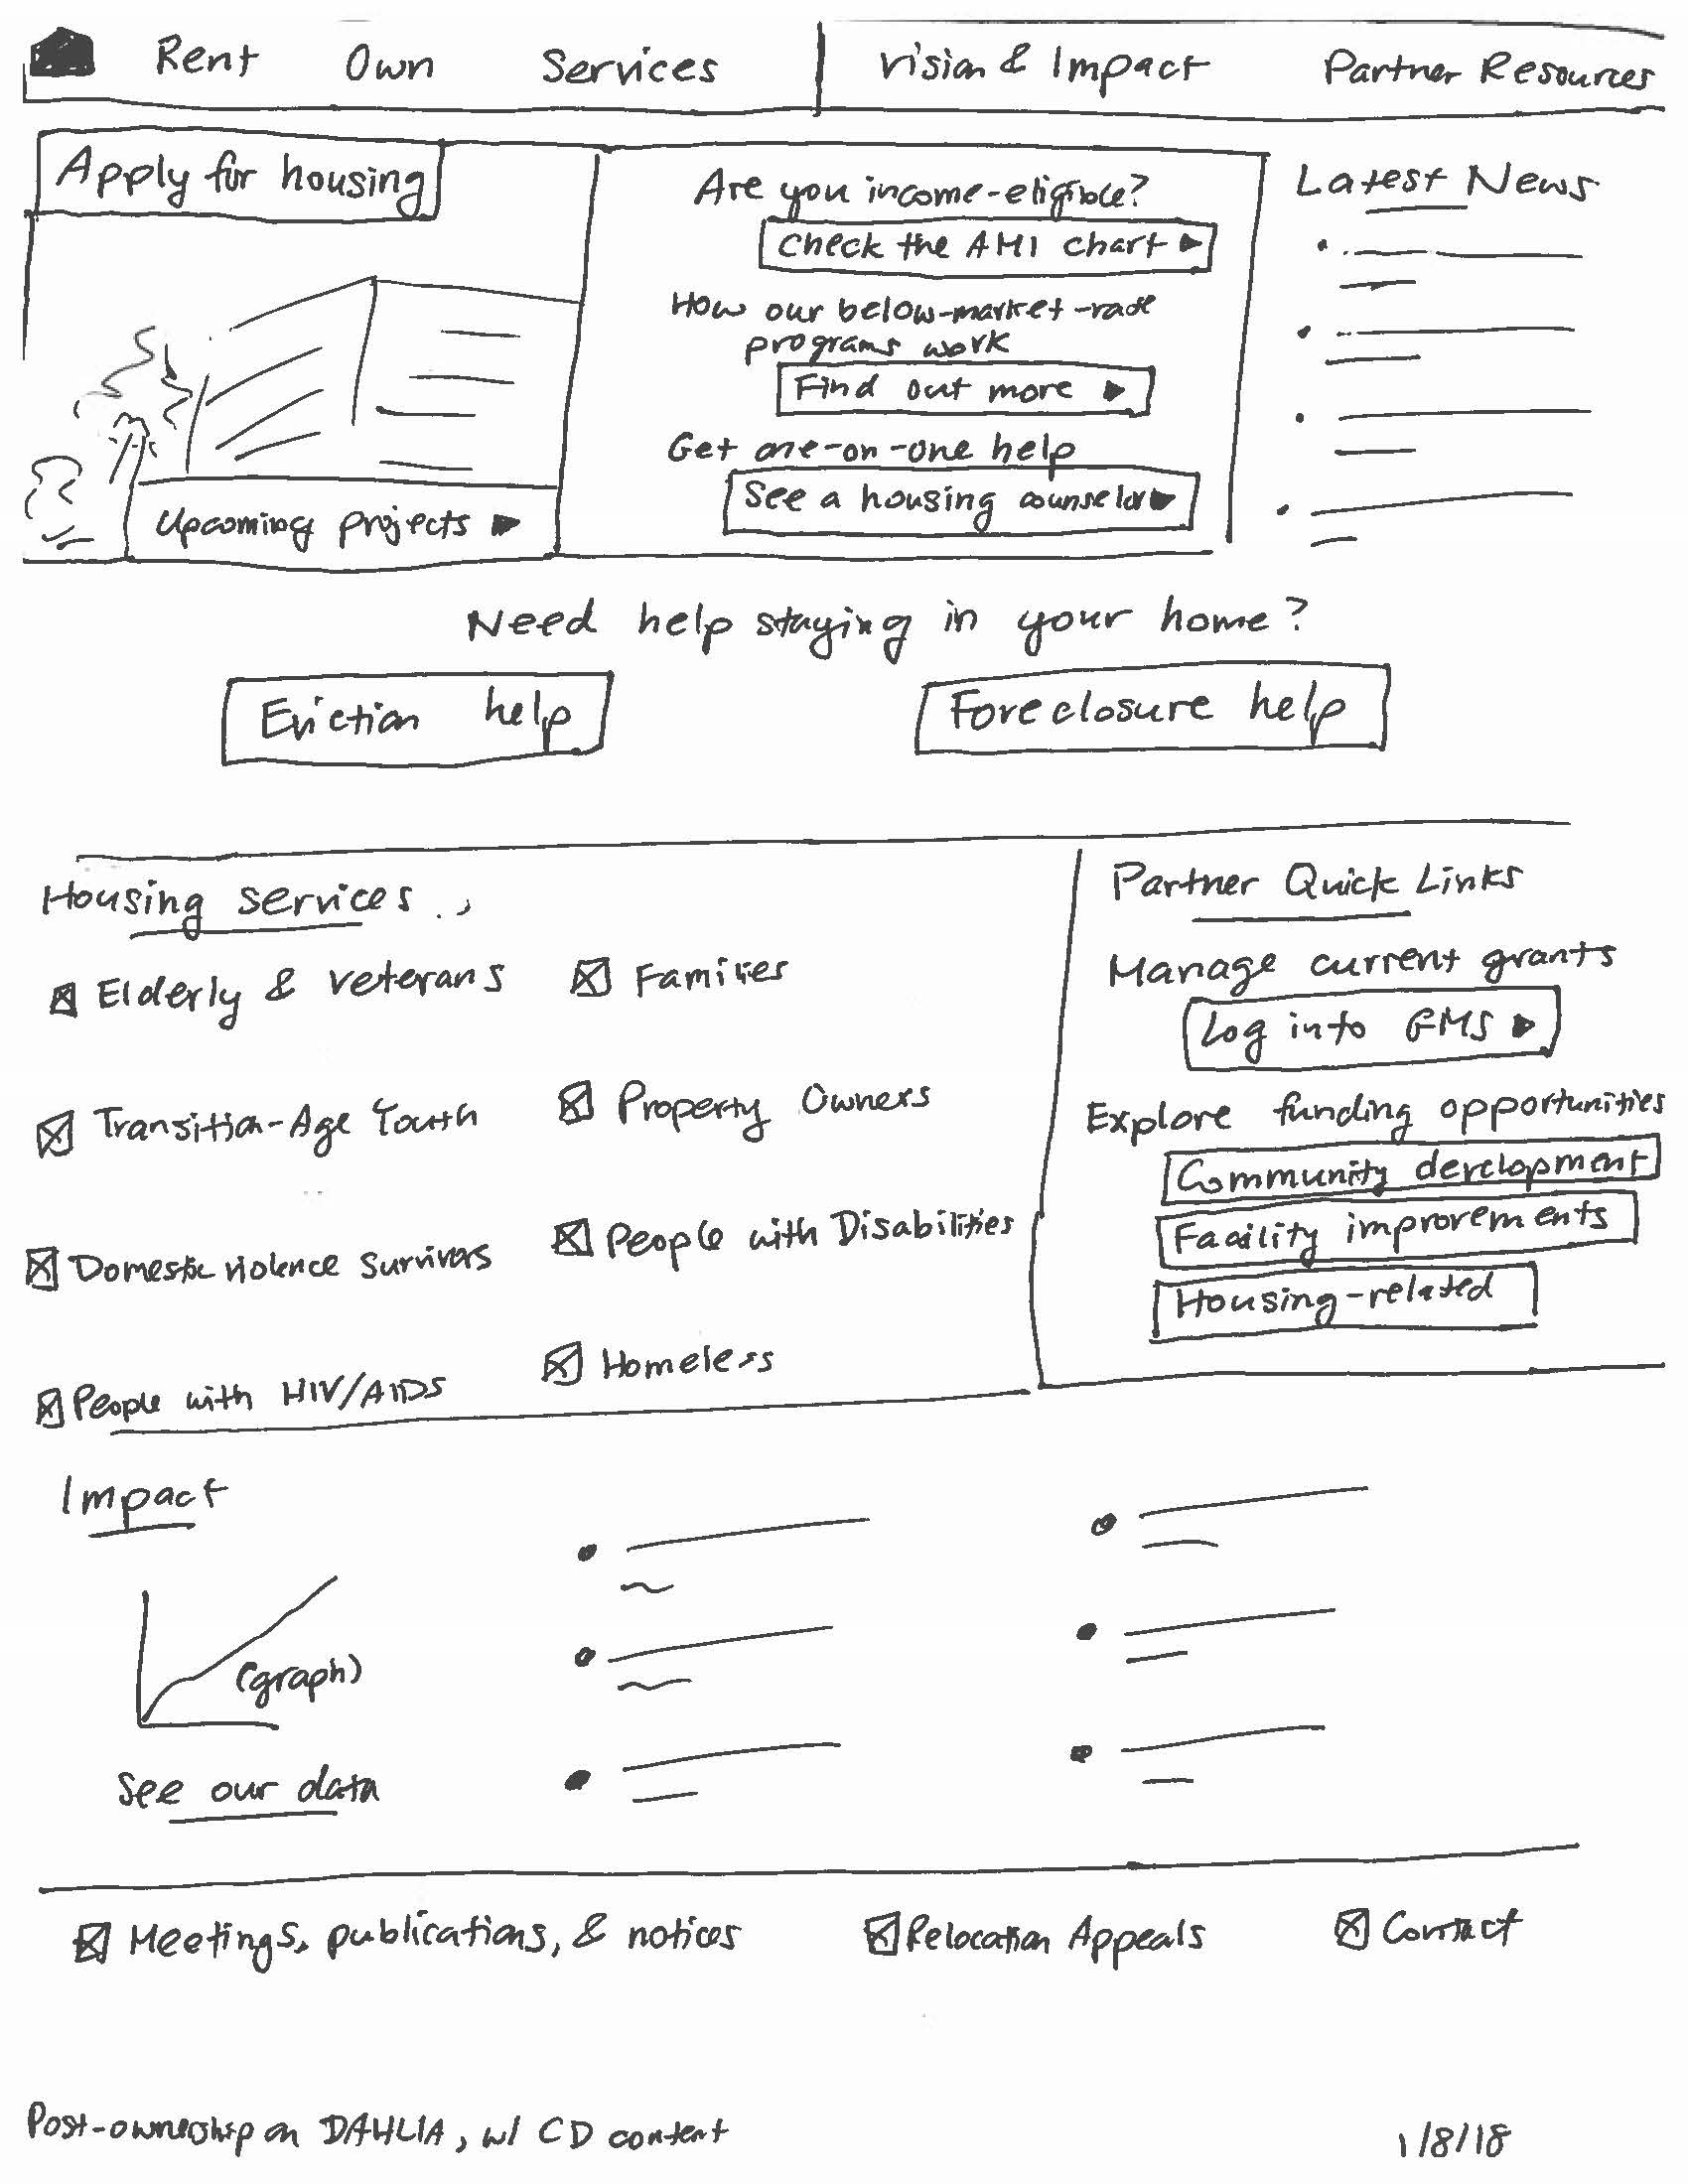 Rent Own Services Vision & Impact Partner Resources
Apply for housing
Upcoming projects
Are you income-eligible?
Check the AMI chart
How our below-market-rate
programs work
Find out more
Get one-on-one help
See a housing counselor
Latest News
Need help staying in your home?
Eviction help
Foreclosure help
Housing services
Elderly & Veterans
Families
Transition-Age Youth
Property Owners
Domestic violence survivors
People with Disabilities
People with HIV/AIDS
Homeless
Partner Quick Links
Manage current grants
Log into GMS
Explore funding opportunities
Community development
Facility improvements
Housing-related
Impact
(graph)
See our data
Meetings, publications, & notices
Relocation Appeals
Contact
Post-ownership on DAHLIA, w/ CD content
1/8/18